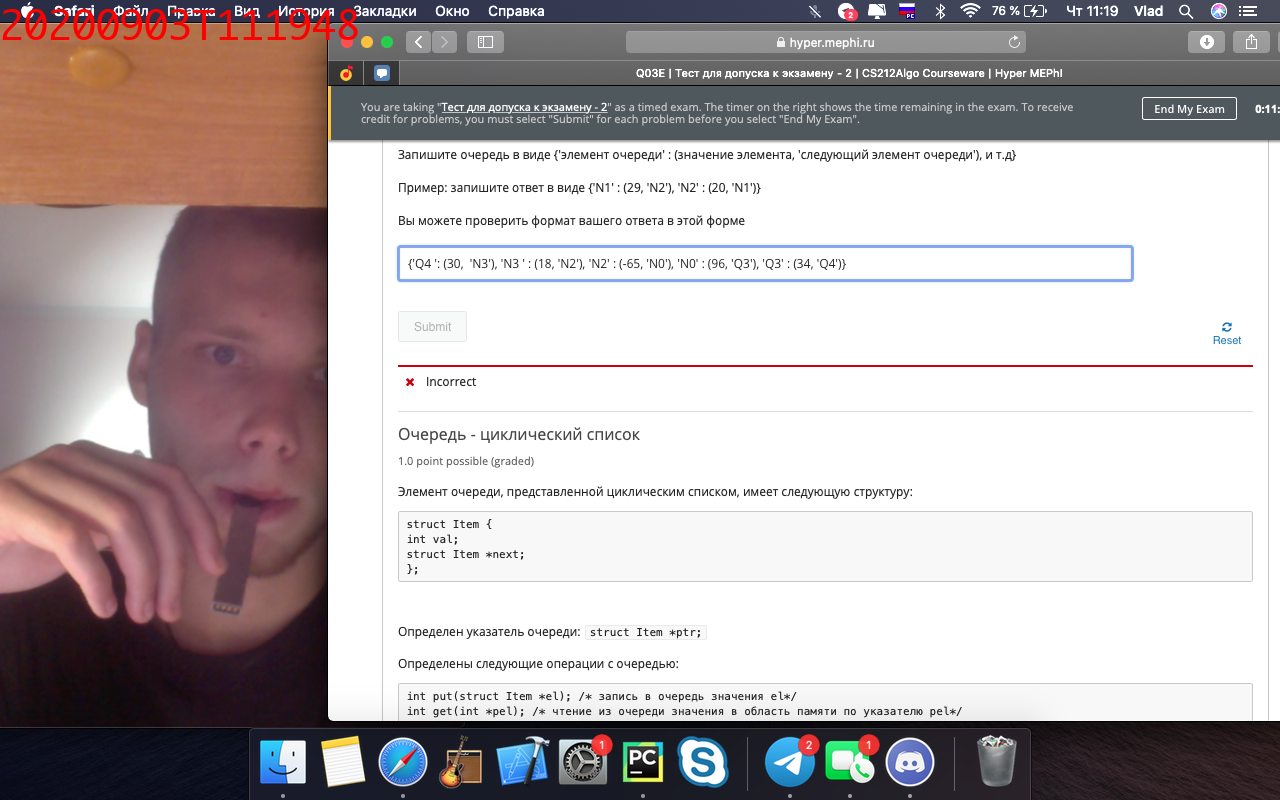 20200903T111948
Safari Файл Правка Вид История Закладки Окно Справка 2 РС 76 % Чт 11:19 Vlad
hyper.mephi.ru
Q03E | Тест для допуска к экзамену - 2 | CS212Algo Courseware | Hyper MEPhI
You are taking "Тест для допуска к экзамену - 2" as a timed exam. The timer on the right shows the time remaining in the exam. To receive
credit for problems, you must select "Submit" for each problem before you select "End My Exam".
End My Exam
0:11:
Запишите очередь в виде {'элемент очереди' : (значение элемента, 'следующий элемент очереди'), и т.д}
Пример: запишите ответ в виде {'N1' : (29, 'N2'), 'N2' : (20, 'N1')}
Вы можете проверить формат вашего ответа в этой форме
{'Q4 ': (30,  'N3'), 'N3 ' : (18, 'N2'), 'N2' : (-65, 'N0'), 'N0' : (96, 'Q3'), 'Q3' : (34, 'Q4')}
Submit
Reset
Incorrect
Очередь - циклический список
1.0 point possible (graded)
Элемент очереди, представленной циклическим списком, имеет следующую структуру:
struct Item {
int val;
struct Item *next;
};
Определен указатель очереди: struct Item *ptr;
Определены следующие операции с очередью:
int put(struct Item *el); /* запись в очередь значения el*/
int get(int *pel); /* чтение из очереди значения в область памяти по указателю pel*/
1 PC 2 1